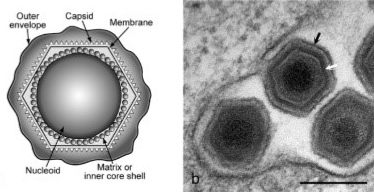 Outer
envelope
Capsid
Membrane
Nucleoid
Matrix or
inner core shell
b